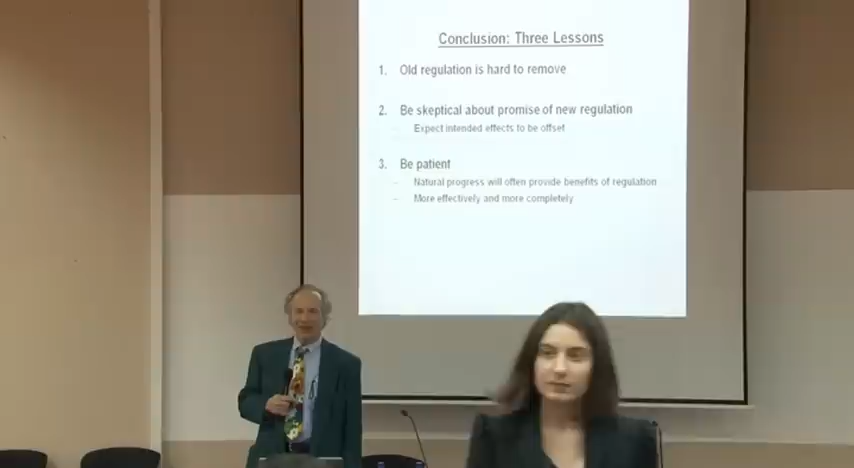 Conclusion: Three Lessons
1. Old regulation is hard to remove
2. Be skeptical about promise of new regulation
- Expect intended effects to be offset
3. Be patient
- Natural progress will often provide benefits of regulation
- More effectively and more completely